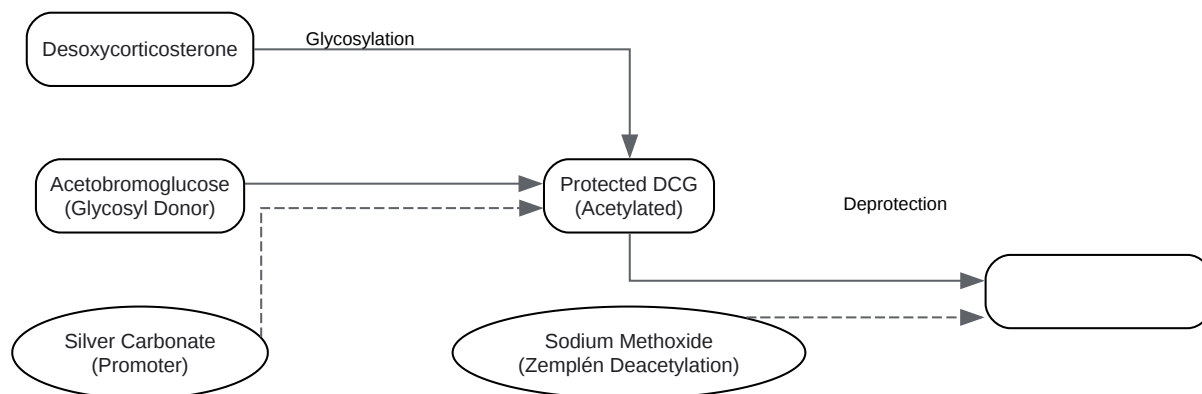 Desoxycorticosterone
Glycosylation
Acetobromoglucose
(Glycosyl Donor)
Protected DCG
(Acetylated)
Deprotection
Silver Carbonate
(Promoter)
Sodium Methoxide
(Zemplén Deacetylation)